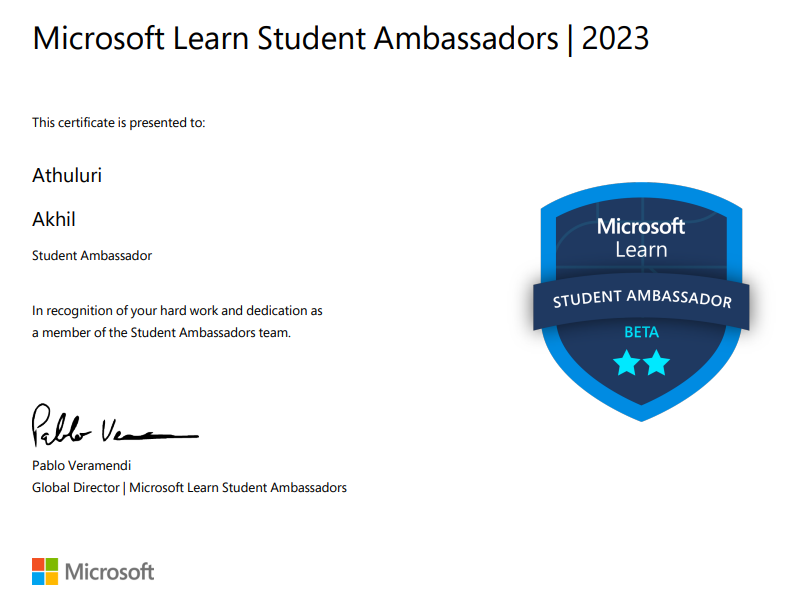 Microsoft Learn Student Ambassadors | 2023
This certificate is presented to:
Athuluri
Akhil
Student Ambassador
In recognition of your hard work and dedication as
a member of the Student Ambassadors team.
Pablo Veramendi
Global Director | Microsoft Learn Student Ambassadors
Microsoft
Microsoft
Learn
STUDENT AMBASSADOR
BETA